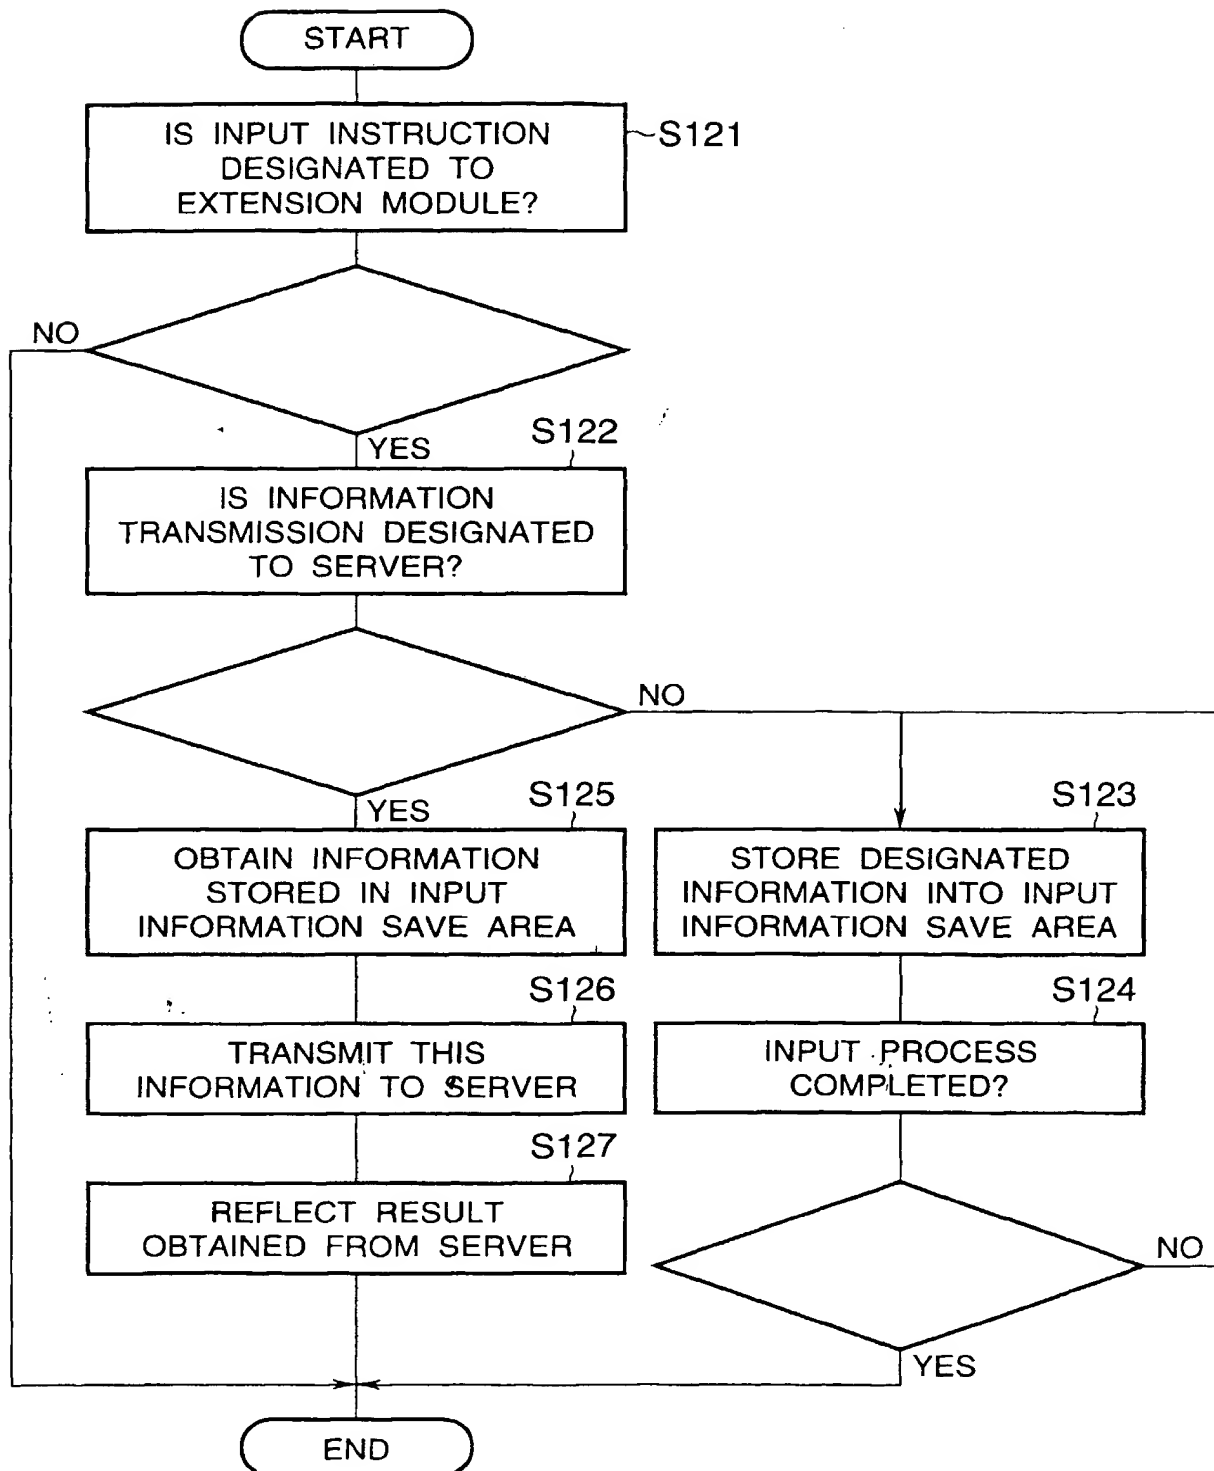 START
IS INPUT INSTRUCTION
DESIGNATED TO
EXTENSION MODULE?
S121
NO
YES
S122
IS INFORMATION
TRANSMISSION DESIGNATED
TO SERVER?
NO
YES
S125
OBTAIN INFORMATION
STORED IN INPUT
INFORMATION SAVE AREA
S123
STORE DESIGNATED
INFORMATION INTO INPUT
INFORMATION SAVE AREA
S126
TRANSMIT THIS
INFORMATION TO SERVER
S124
INPUT PROCESS
COMPLETED?
S127
REFLECT RESULT
OBTAINED FROM SERVER
NO
YES
END